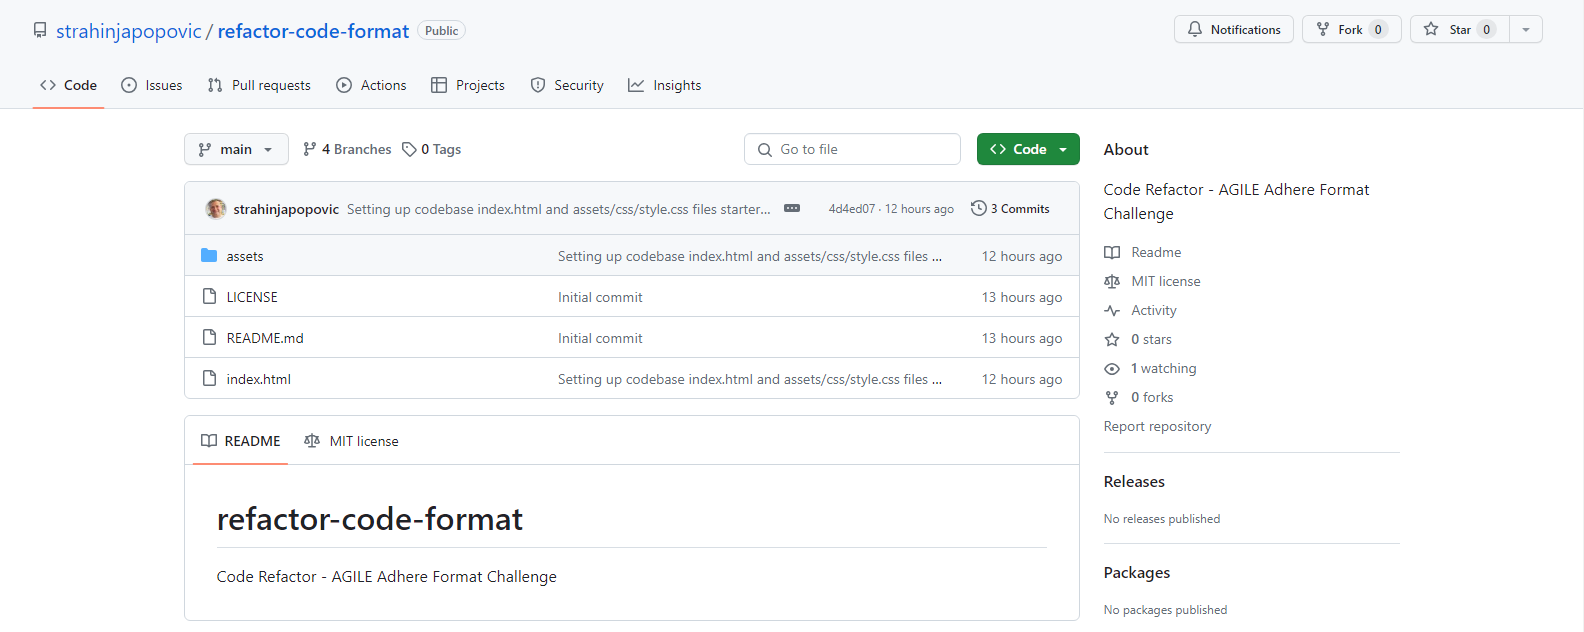 strahinjapopovic / refactor-code-format Public
Notifications Fork 0 Star 0
Code Issues Pull requests Actions Projects Security Insights
main 4 Branches 0 Tags Go to file Code
strahinjapopovic Setting up codebase index.html and assets/css/style.css files starter... 4d4ed07 · 12 hours ago 3 Commits
assets Setting up codebase index.html and assets/css/style.css files ... 12 hours ago
LICENSE Initial commit 13 hours ago
README.md Initial commit 13 hours ago
index.html Setting up codebase index.html and assets/css/style.css files ... 12 hours ago
README MIT license
refactor-code-format
Code Refactor - AGILE Adhere Format Challenge
About
Code Refactor - AGILE Adhere Format
Challenge
Readme
MIT license
Activity
0 stars
1 watching
0 forks
Report repository
Releases
No releases published
Packages
No packages published